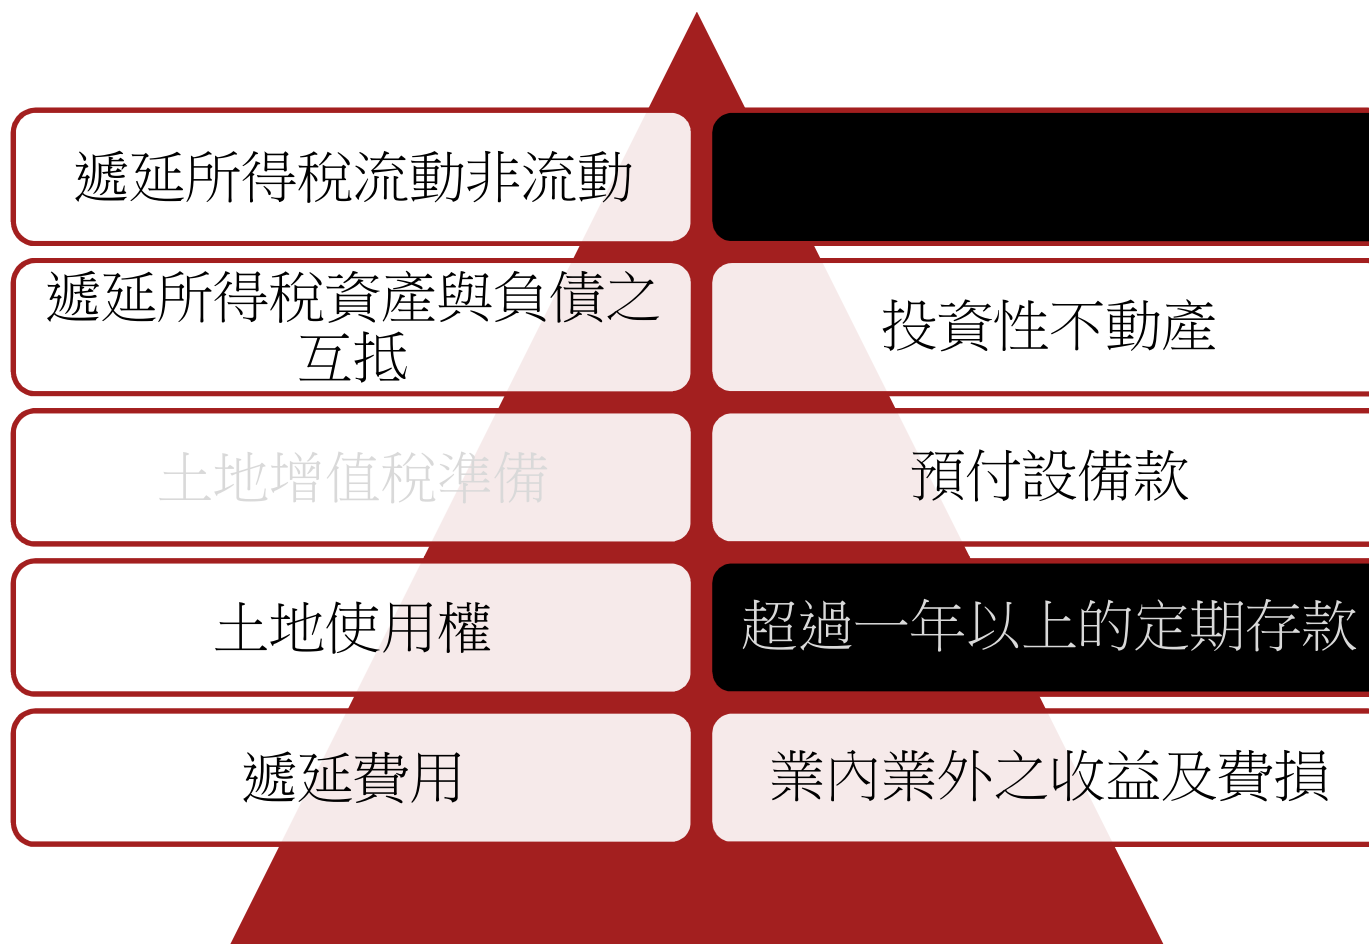 遞延所得稅流動非流動
遞延所得稅資產與負債之
互抵
投資性不動產
土地增值稅準備
預付設備款
土地使用權
超過一年以上的定期存款
遞延費用
業內業外之收益及費損